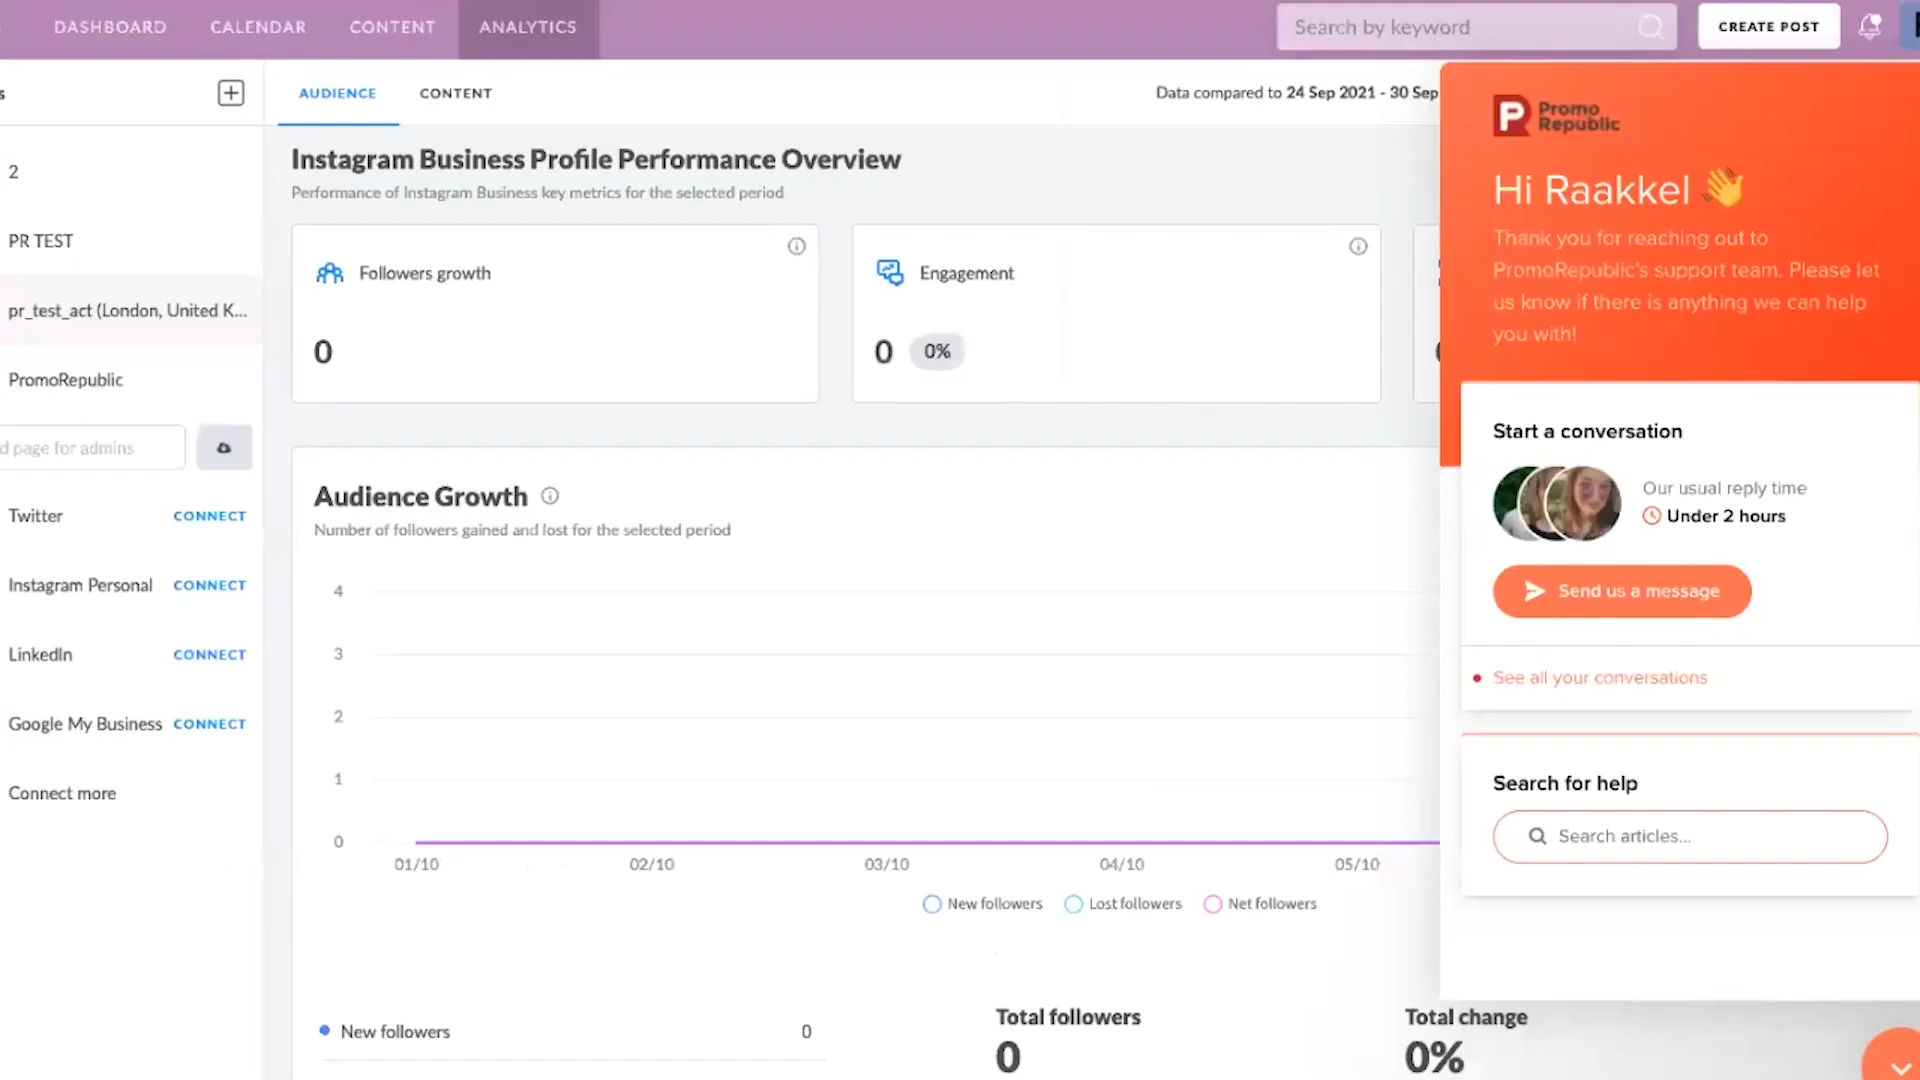 DASHBOARD CALENDAR CONTENT ANALYTICS Search by keyword CREATE POST
s
2
PR TEST
pr_test_act (London, United K...
PromoRepublic
d page for admins
Twitter CONNECT
Instagram Personal CONNECT
LinkedIn CONNECT
Google My Business CONNECT
Connect more
AUDIENCE CONTENT Data compared to 24 Sep 2021 - 30 Sep
Instagram Business Profile Performance Overview
Performance of Instagram Business key metrics for the selected period
Followers growth
0
Engagement
0 0%
Audience Growth
Number of followers gained and lost for the selected period
4
3
2
1
0
01/10 02/10 03/10 04/10 05/10
New followers Lost followers Net followers
New followers 0
Total followers
0
Total change
0%
Promo
Republic
Hi Raakkel
Thank you for reaching out to
PromoRepublic's support team. Please let
us know if there is anything we can help
you with!
Start a conversation
Our usual reply time
Under 2 hours
Send us a message
See all your conversations
Search for help
Search articles...